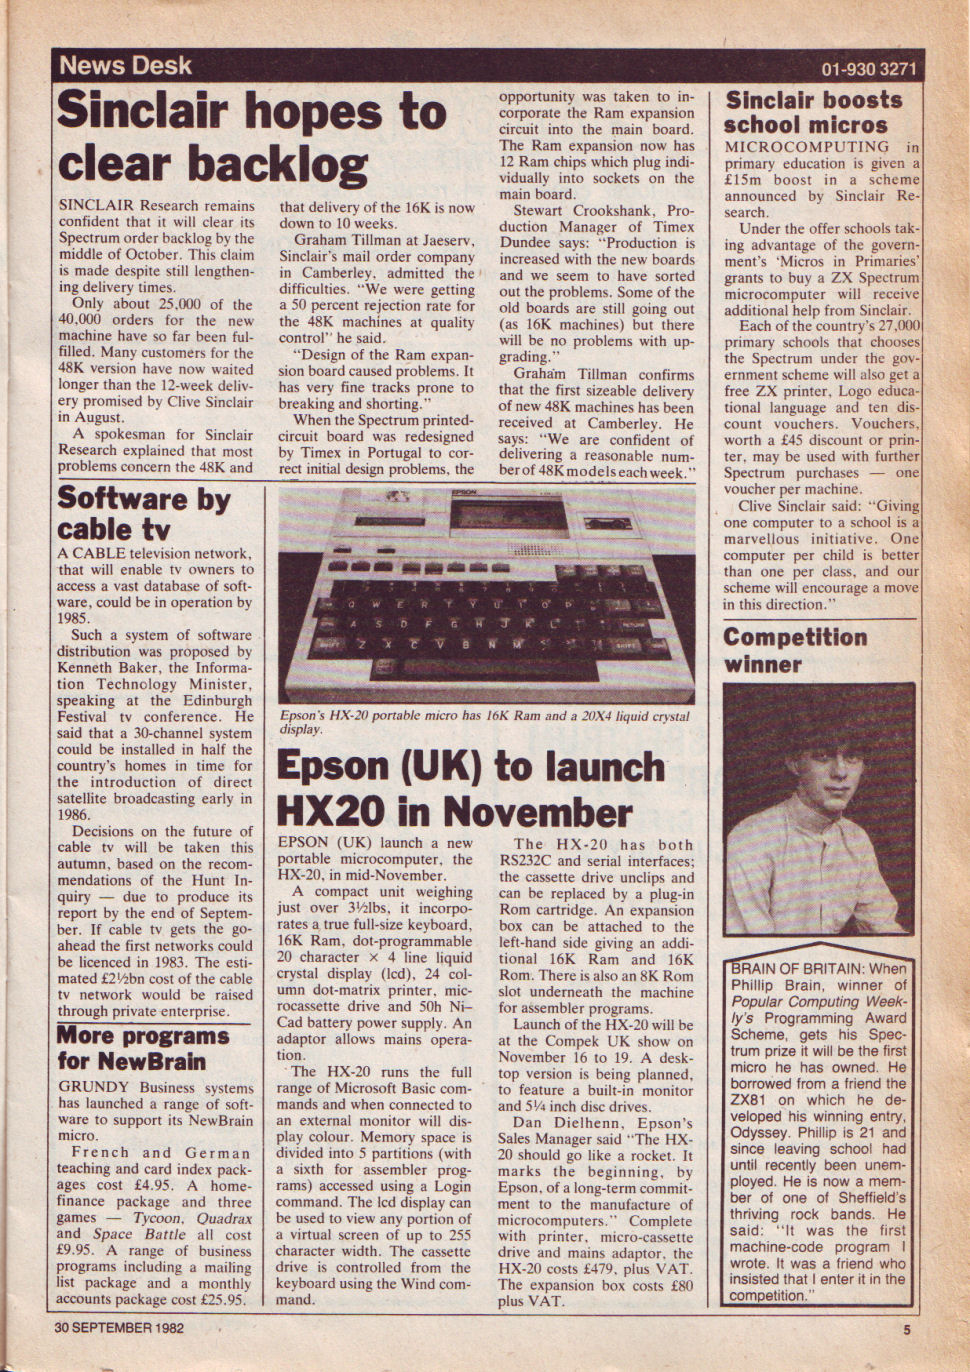 News Desk
01-930 3271
Sinclair hopes to
clear backlog
SINCLAIR Research remains
confident that it will clear its
Spectrum order backlog by the
middle of October. This claim
is made despite still lengthen-
ing delivery times.
Only about 25,000 of the
40,000 orders for the new
machine have so far been ful-
filled. Many customers for the
48K version have now waited
longer than the 12-week deliv-
ery promised by Clive Sinclair
in August.
A spokesman for Sinclair
Research explained that most
problems concern the 48K and
that delivery of the 16K is now
down to 10 weeks.
Graham Tillman at Jaeserv,
Sinclair's mail order company
in Camberley, admitted the
difficulties. "We were getting
a 50 percent rejection rate for
the 48K machines at quality
control" he said.
"Design of the Ram expan-
sion board caused problems. It
has very fine tracks prone to
breaking and shorting."
When the Spectrum printed-
circuit board was redesigned
by Timex in Portugal to cor-
rect initial design problems, the
opportunity was taken to in-
corporate the Ram expansion
circuit into the main board.
The Ram expansion now has
12 Ram chips which plug indi-
vidually into sockets on the
main board.
Stewart Crookshank, Pro-
duction Manager of Timex
Dundee says: "Production is
increased with the new boards
and we seem to have sorted
out the problems. Some of the
old boards are still going out
(as 16K machines) but there
will be no problems with up-
grading."
Graham Tillman confirms
that the first sizeable delivery
of new 48K machines has been
received at Camberley. He
says: "We are confident of
delivering a reasonable num-
ber of 48K models each week."
Sinclair boosts
school micros
MICROCOMPUTING in
primary education is given a
£15m boost in a scheme
announced by Sinclair Re-
search.
Under the offer schools tak-
ing advantage of the govern-
ment's 'Micros in Primaries'
grants to buy a ZX Spectrum
microcomputer will receive
additional help from Sinclair.
Each of the country's 27,000
primary schools that chooses
the Spectrum under the gov-
ernment scheme will also get a
free ZX printer, Logo educa-
tional language and ten dis-
count vouchers. Vouchers,
worth a £45 discount or prin-
ter, may be used with further
Spectrum purchases — one
voucher per machine.
Clive Sinclair said: "Giving
one computer to a school is a
marvellous initiative. One
computer per child is better
than one per class, and our
scheme will encourage a move
in this direction."
Software by
cable tv
A CABLE television network,
that will enable tv owners to
access a vast database of soft-
ware, could be in operation by
1985.
Such a system of software
distribution was proposed by
Kenneth Baker, the Informa-
tion Technology Minister,
speaking at the Edinburgh
Festival tv conference. He
said that a 30-channel system
could be installed in half the
country's homes in time for
the introduction of direct
satellite broadcasting early in
1986.
Decisions on the future of
cable tv will be taken this
autumn, based on the recom-
mendations of the Hunt In-
quiry — due to produce its
report by the end of Septem-
ber. If cable tv gets the go-
ahead the first networks could
be licenced in 1983. The esti-
mated £2½bn cost of the cable
tv network would be raised
through private enterprise.
More programs
for NewBrain
GRUNDY Business systems
has launched a range of soft-
ware to support its NewBrain
micro.
French and German
teaching and card index pack-
ages cost £4.95. A home-
finance package and three
games — Tycoon, Quadrax
and Space Battle all cost
£9.95. A range of business
programs including a mailing
list package and a monthly
accounts package cost £25.95.
EPSON
Q W E R T Y U I O P
A S D F G H J K L
Z X C V B N M
Epson's HX-20 portable micro has 16K Ram and a 20X4 liquid crystal
display.
Epson (UK) to launch
HX20 in November
EPSON (UK) launch a new
portable microcomputer, the
HX-20, in mid-November.
A compact unit weighing
just over 3½lbs, it incorpo-
rates a true full-size keyboard,
16K Ram, dot-programmable
20 character × 4 line liquid
crystal display (lcd), 24 col-
umn dot-matrix printer, mic-
rocassette drive and 50h Ni–
Cad battery power supply. An
adaptor allows mains opera-
tion.
The HX-20 runs the full
range of Microsoft Basic com-
mands and when connected to
an external monitor will dis-
play colour. Memory space is
divided into 5 partitions (with
a sixth for assembler prog-
rams) accessed using a Login
command. The lcd display can
be used to view any portion of
a virtual screen of up to 255
character width. The cassette
drive is controlled from the
keyboard using the Wind com-
mand.
The HX-20 has both
RS232C and serial interfaces;
the cassette drive unclips and
can be replaced by a plug-in
Rom cartridge. An expansion
box can be attached to the
left-hand side giving an addi-
tional 16K Ram and 16K
Rom. There is also an 8K Rom
slot underneath the machine
for assembler programs.
Launch of the HX-20 will be
at the Compek UK show on
November 16 to 19. A desk-
top version is being planned,
to feature a built-in monitor
and 5¼ inch disc drives.
Dan Dielhenn, Epson's
Sales Manager said "The HX-
20 should go like a rocket. It
marks the beginning, by
Epson, of a long-term commit-
ment to the manufacture of
microcomputers." Complete
with printer, micro-cassette
drive and mains adaptor, the
HX-20 costs £479, plus VAT.
The expansion box costs £80
plus VAT.
Competition
winner
BRAIN OF BRITAIN: When
Phillip Brain, winner of
Popular Computing Week-
ly's Programming Award
Scheme, gets his Spec-
trum prize it will be the first
micro he has owned. He
borrowed from a friend the
ZX81 on which he de-
veloped his winning entry,
Odyssey. Phillip is 21 and
since leaving school had
until recently been unem-
ployed. He is now a mem-
ber of one of Sheffield's
thriving rock bands. He
said: "It was the first
machine-code program I
wrote. It was a friend who
insisted that I enter it in the
competition."
30 SEPTEMBER 1982
5